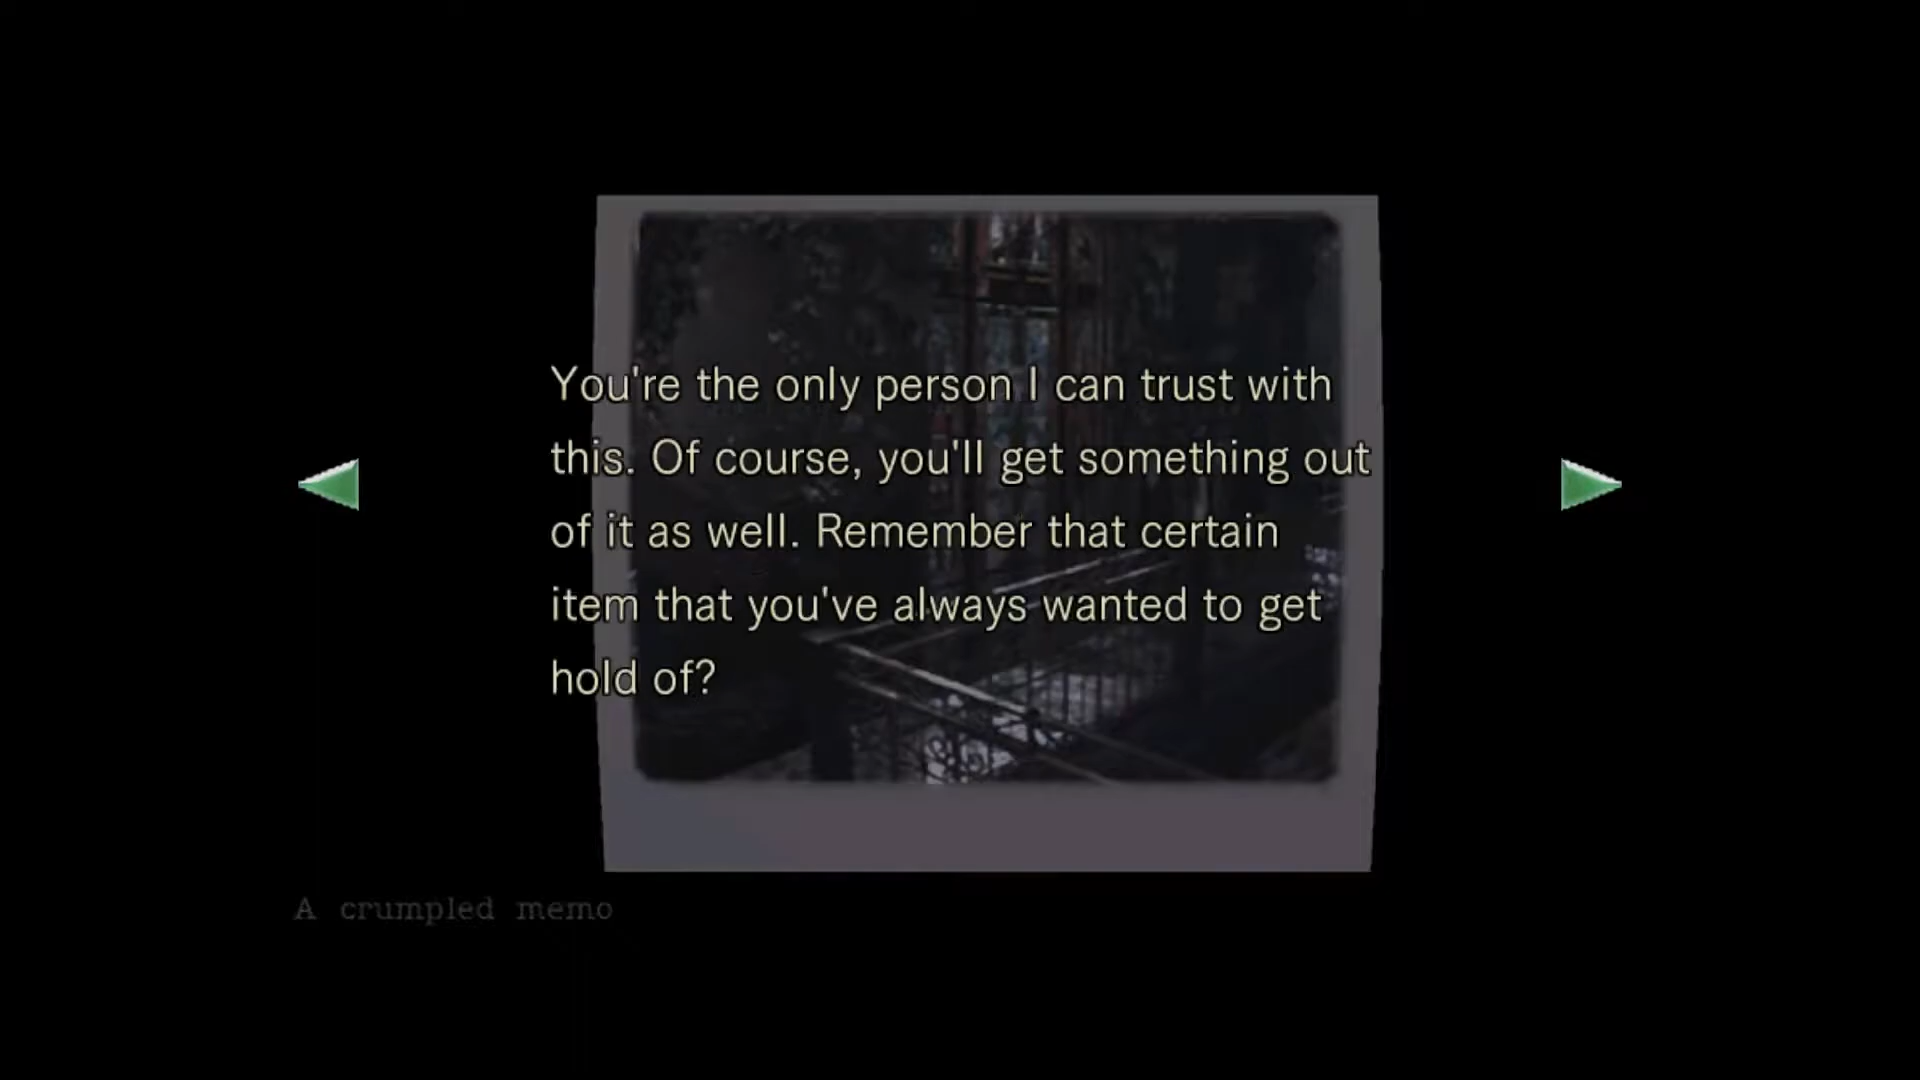 You're the only person I can trust with
this. Of course, you'll get something out
of it as well. Remember that certain
item that you've always wanted to get
hold of?
A crumpled memo